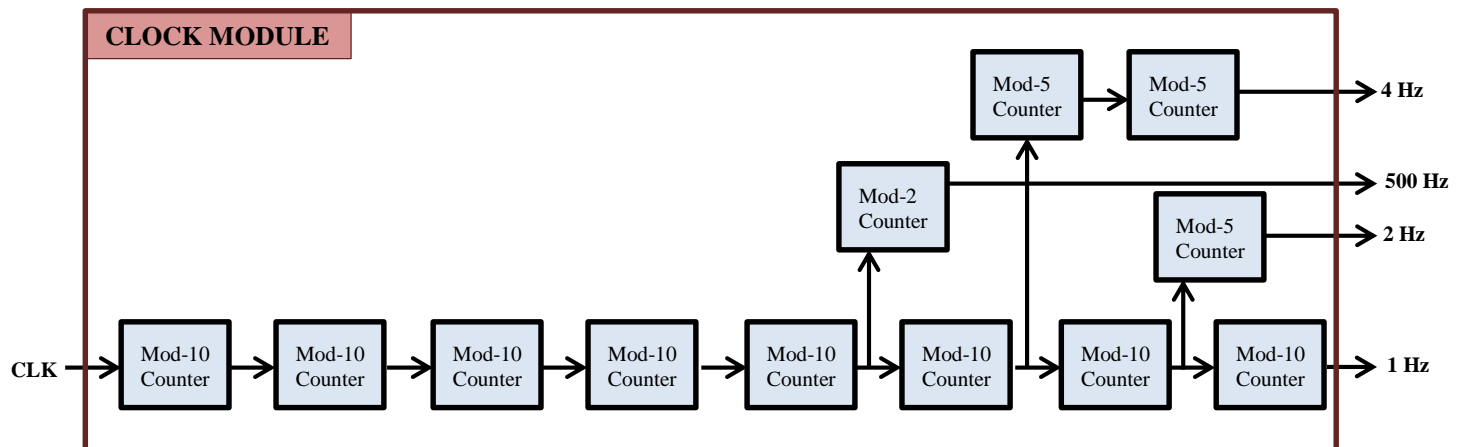 CLOCK MODULE
Mod-5
Counter
Mod-5
Counter
4 Hz
Mod-2
Counter
500 Hz
Mod-5
Counter
2 Hz
CLK
Mod-10
Counter
Mod-10
Counter
Mod-10
Counter
Mod-10
Counter
Mod-10
Counter
Mod-10
Counter
Mod-10
Counter
Mod-10
Counter
1 Hz